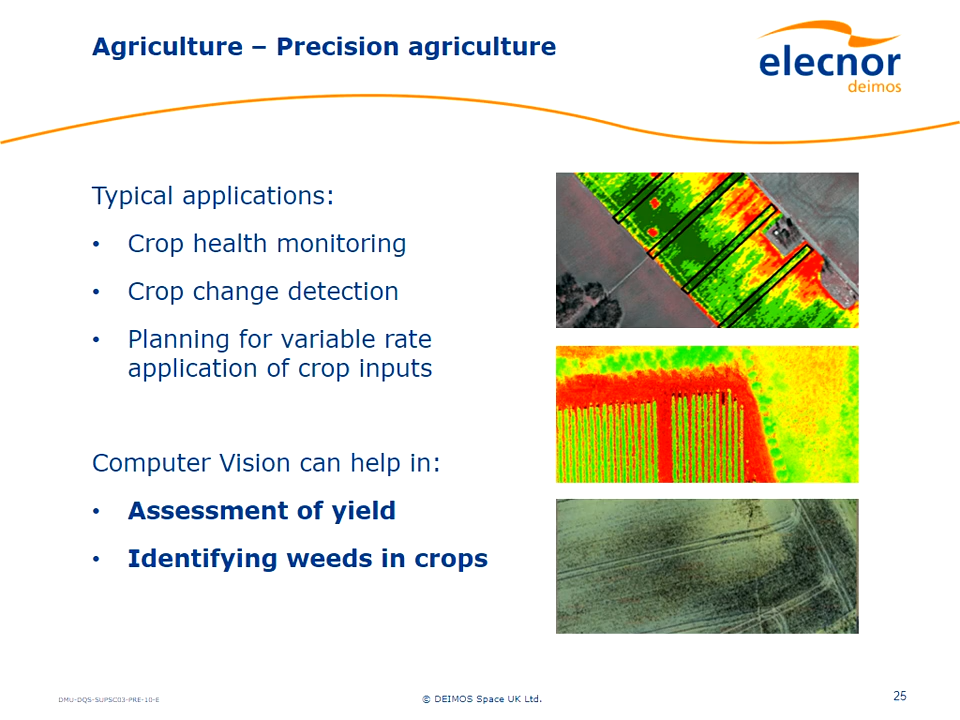 Agriculture – Precision agriculture
elecnor
deimos
Typical applications:
• Crop health monitoring
• Crop change detection
• Planning for variable rate
application of crop inputs
Computer Vision can help in:
• Assessment of yield
• Identifying weeds in crops
DMU-DQS-SUPSC03-PRE-10-E
© DEIMOS Space UK Ltd.
25